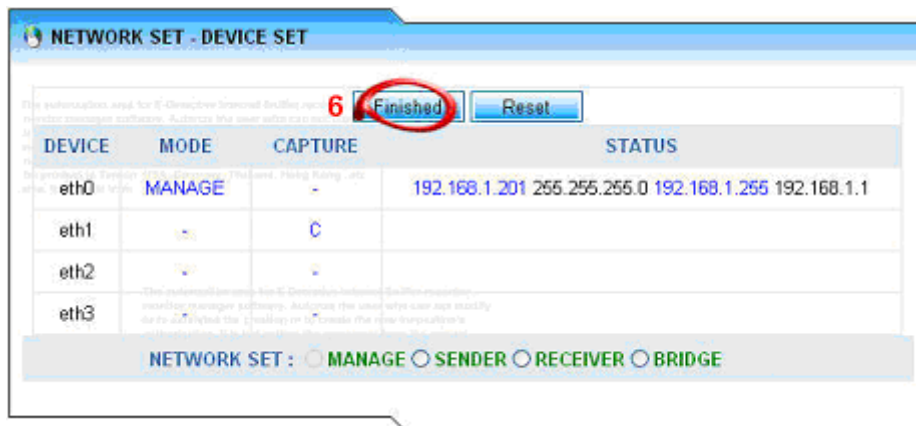 NETWORK SET - DEVICE SET
6 Finished Reset
DEVICE MODE CAPTURE STATUS
eth0 MANAGE - 192.168.1.201 255.255.255.0 192.168.1.255 192.168.1.1
eth1 - C
eth2 - -
eth3 - -
NETWORK SET : MANAGE SENDER RECEIVER BRIDGE